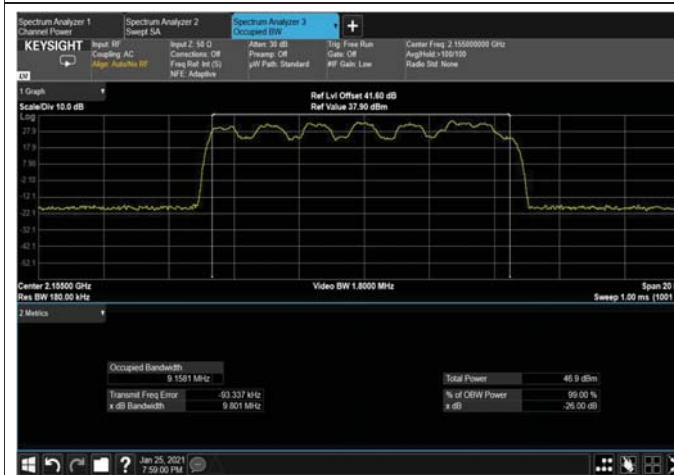 Spectrum Analyzer 1 Spectrum Analyzer 2 Spectrum Analyzer 3
Channel Power Swept SA Occupied BW
KEYSIGHT Input: RF Input Z: 50 Ω Atten: 30 dB Trig: Free Run Center Freq: 2.155000000 GHz
Coupling: AC Corrections: Off Preamp: Off Gate: Off Avg|Hold:>100/100
Align: Auto/No RF Freq Ref: Int (S) µW Path: Standard #IF Gain: Low Radio Std: None
NFE: Adaptive
LXI
1 Graph
Ref Lvl Offset 41.60 dB
Scale/Div 10.0 dB Ref Value 37.90 dBm
Log
27.9
17.9
7.90
-2.10
-12.1
-22.1
-32.1
-42.1
-52.1
Center 2.15500 GHz Video BW 1.8000 MHz Span 20
Res BW 180.00 kHz Sweep 1.00 ms (1001
2 Metrics
Occupied Bandwidth
9.1581 MHz Total Power 46.9 dBm
Transmit Freq Error -93.337 kHz % of OBW Power 99.00 %
x dB Bandwidth 9.801 MHz x dB -26.00 dB
Jan 25, 2021
7:59:00 PM